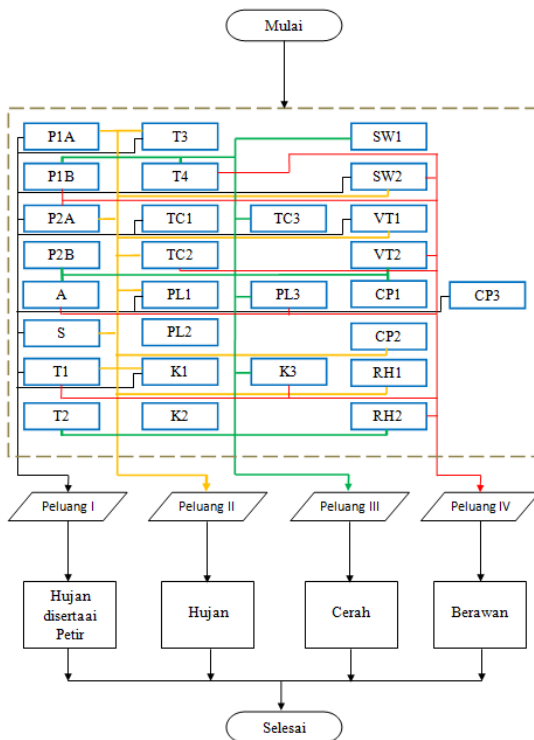 Mulai
P1A T3 SW1
P1B T4 SW2
P2A TC1 TC3 VT1
P2B TC2 VT2
A PL1 PL3 CP1 CP3
S PL2 CP2
T1 K1 K3 RH1
T2 K2 RH2
Peluang I Peluang II Peluang III Peluang IV
Hujan
disertaai
Petir
Hujan
Cerah
Berawan
Selesai